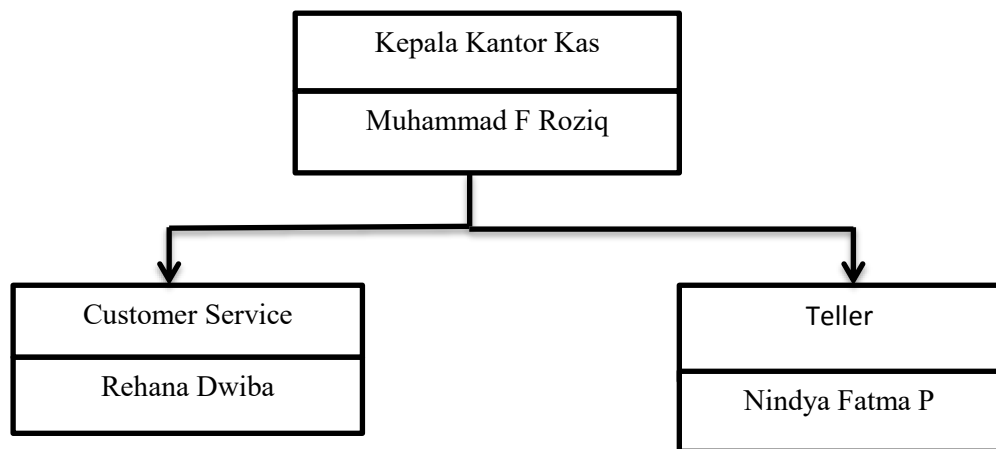 Kepala Kantor Kas
Muhammad F Roziq
Customer Service
Rehana Dwiba
Teller
Nindya Fatma P